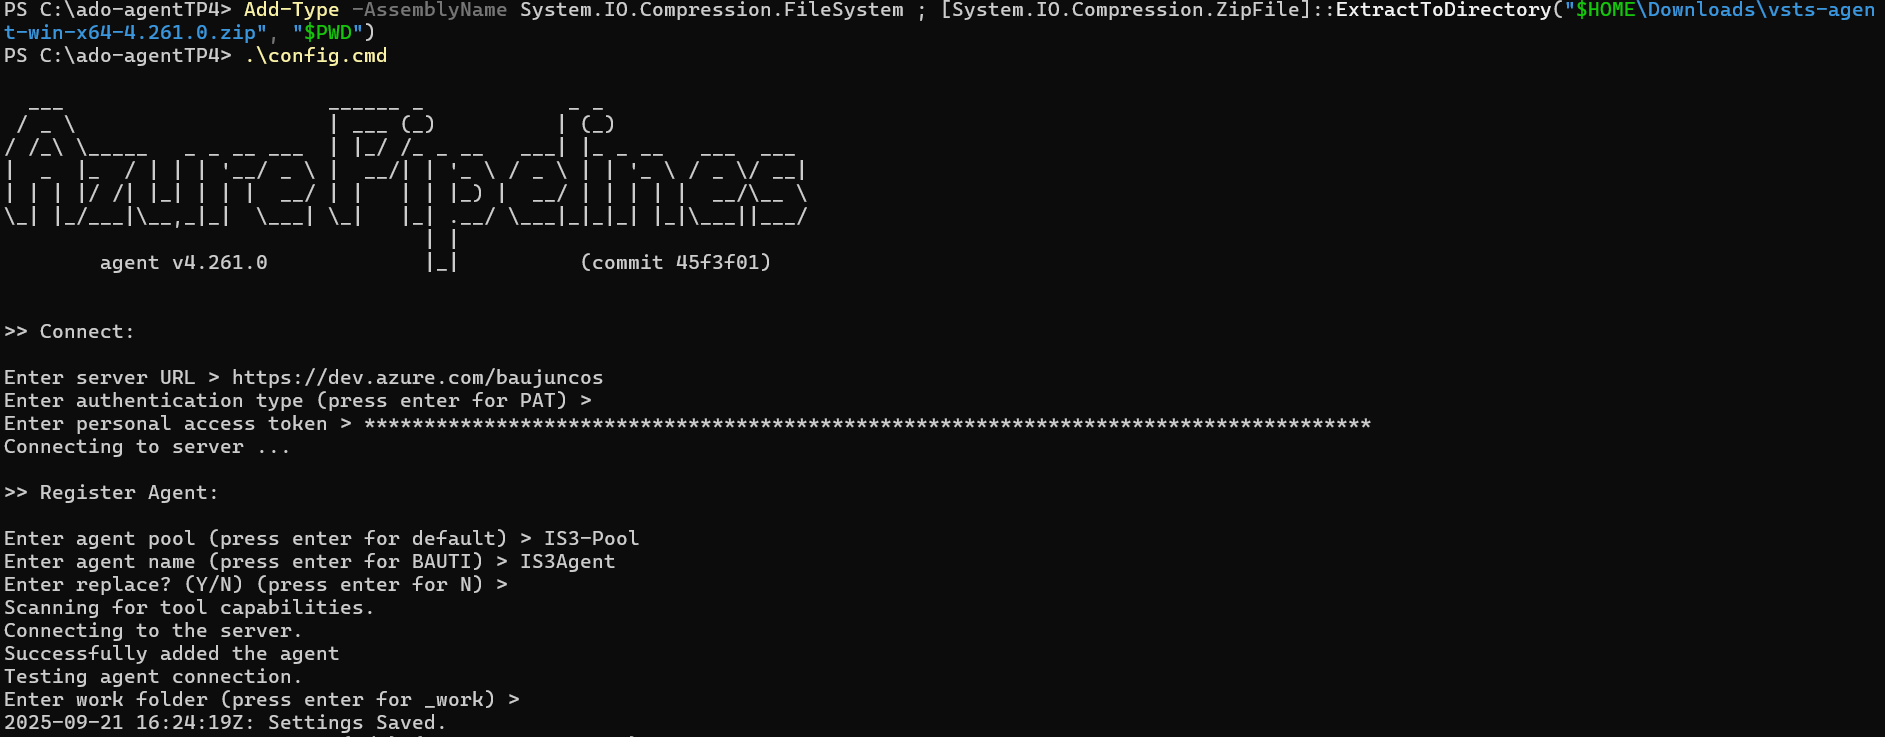 PS C:\ado-agentTP4> Add-Type -AssemblyName System.IO.Compression.FileSystem ; [System.IO.Compression.ZipFile]::ExtractToDirectory("$HOME\Downloads\vsts-agen
t-win-x64-4.261.0.zip", "$PWD")
PS C:\ado-agentTP4> .\config.cmd
AzurePipelines
agent v4.261.0 (commit 45f3f01)
>> Connect:
Enter server URL > https://dev.azure.com/baujuncos
Enter authentication type (press enter for PAT) >
Enter personal access token > ************************************************************************************
Connecting to server ...
>> Register Agent:
Enter agent pool (press enter for default) > IS3-Pool
Enter agent name (press enter for BAUTI) > IS3Agent
Enter replace? (Y/N) (press enter for N) >
Scanning for tool capabilities.
Connecting to the server.
Successfully added the agent
Testing agent connection.
Enter work folder (press enter for _work) >
2025-09-21 16:24:19Z: Settings Saved.